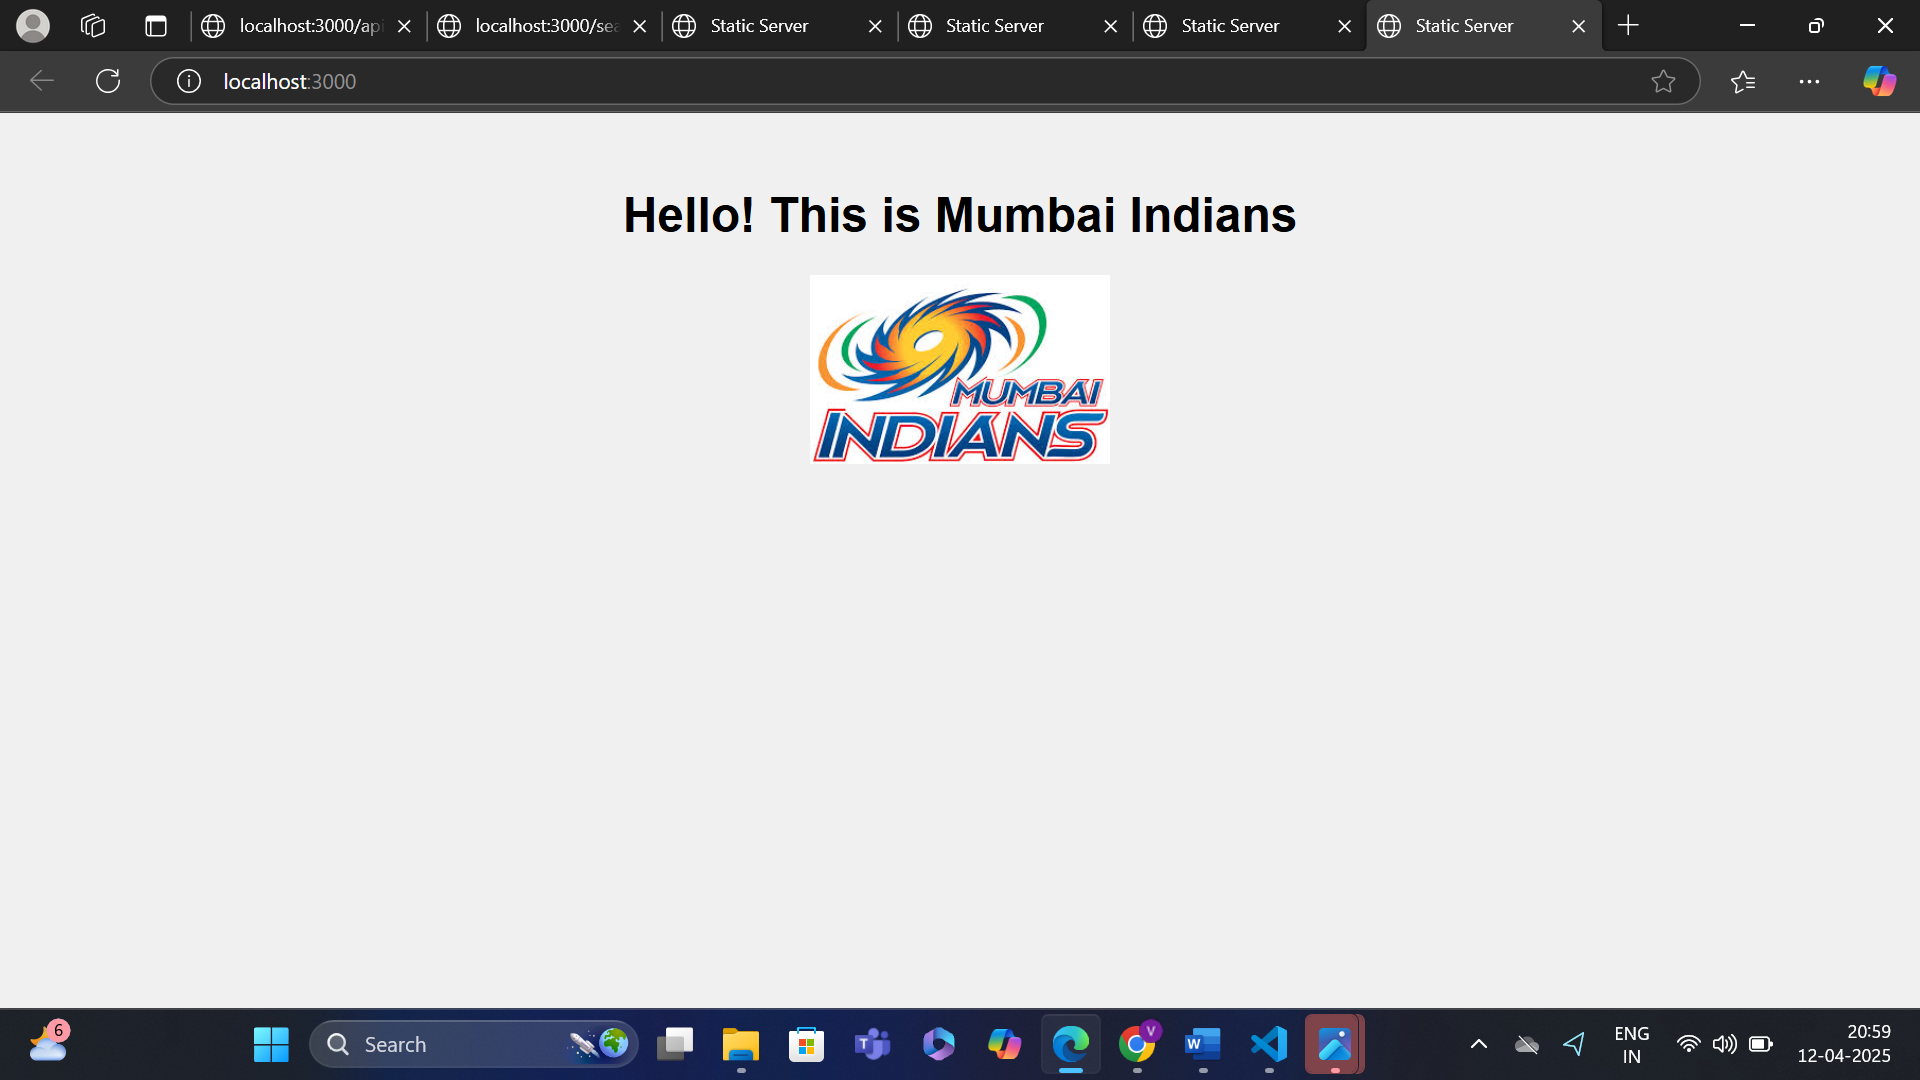 localhost:3000/api
localhost:3000/sea
Static Server
Static Server
Static Server
Static Server
localhost:3000
Hello! This is Mumbai Indians
MUMBAI
INDIANS
6
Search
V
ENG
IN
20:59
12-04-2025